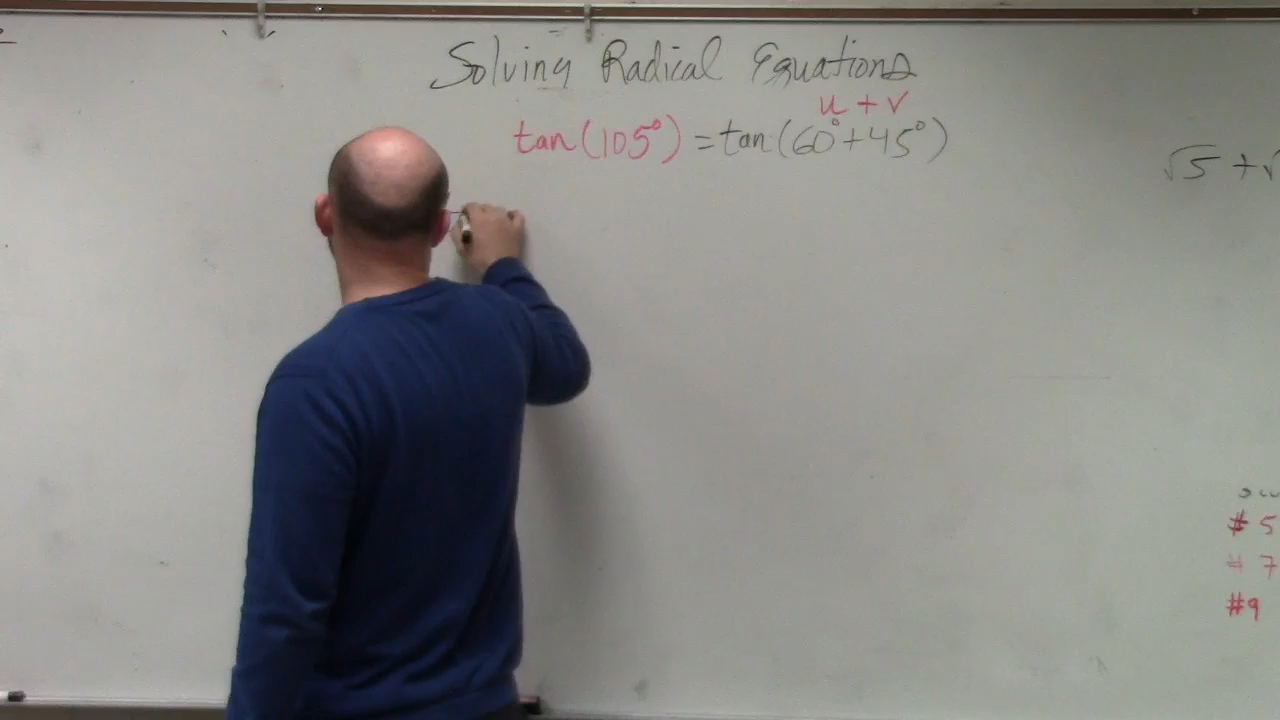 Solving Radical Equations
u + v
tan(105°) = tan(60° + 45°)
√5 + √
# 5
# 7
#9